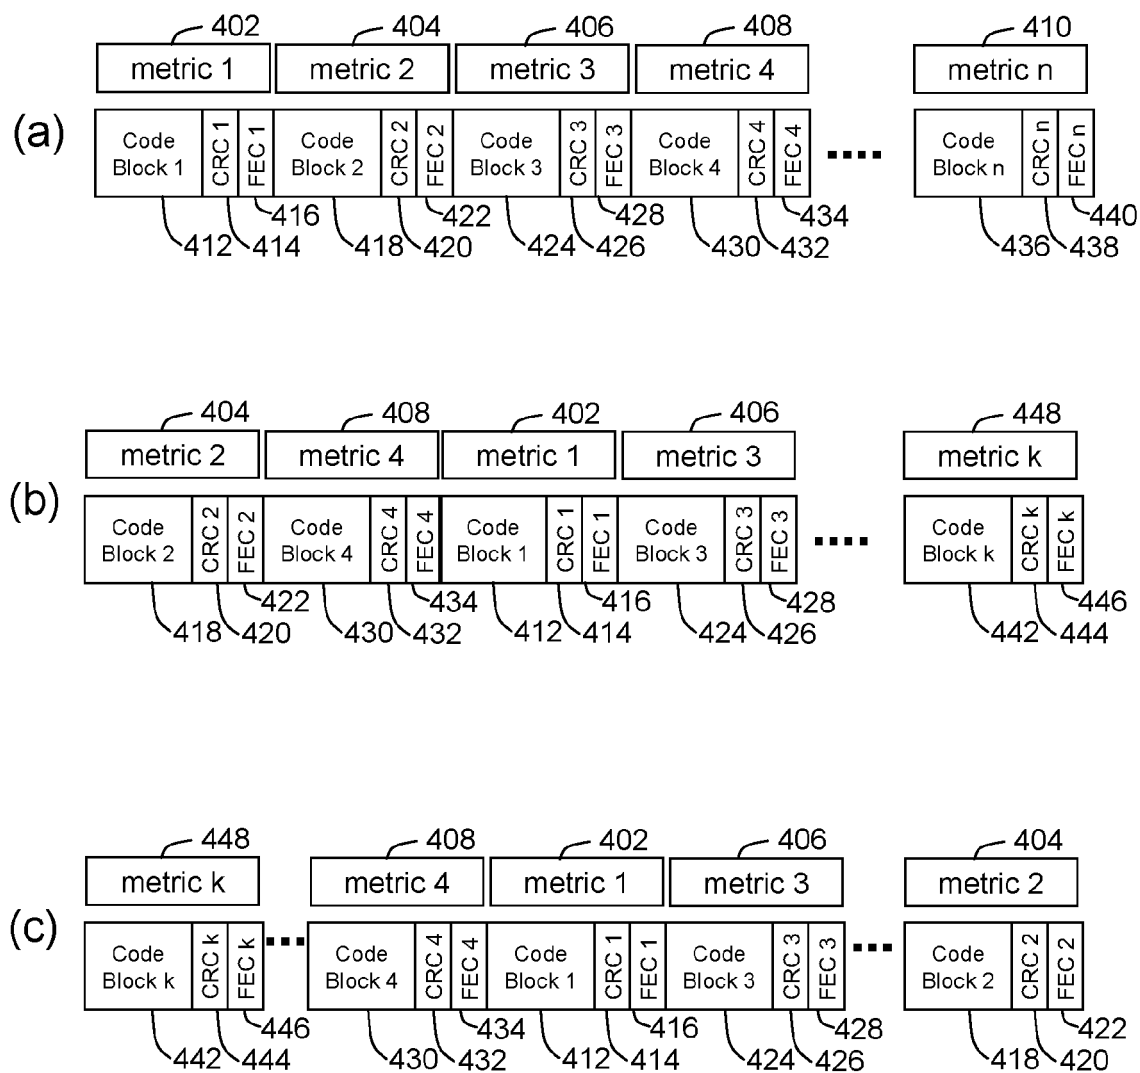 402 404 406 408 410
metric 1 metric 2 metric 3 metric 4 metric n
(a)
Code Block 1 CRC 1 FEC 1 Code Block 2 CRC 2 FEC 2 Code Block 3 CRC 3 FEC 3 Code Block 4 CRC 4 FEC 4 Code Block n CRC n FEC n
416 422 428 434 440
412 414 418 420 424 426 430 432 436 438
404 408 402 406 448
metric 2 metric 4 metric 1 metric 3 metric k
(b)
Code Block 2 CRC 2 FEC 2 Code Block 4 CRC 4 FEC 4 Code Block 1 CRC 1 FEC 1 Code Block 3 CRC 3 FEC 3 Code Block k CRC k FEC k
422 434 416 428 446
418 420 430 432 412 414 424 426 442 444
448 408 402 406 404
metric k metric 4 metric 1 metric 3 metric 2
(c)
Code Block k CRC k FEC k Code Block 4 CRC 4 FEC 4 Code Block 1 CRC 1 FEC 1 Code Block 3 CRC 3 FEC 3 Code Block 2 CRC 2 FEC 2
446 434 416 428 422
442 444 430 432 412 414 424 426 418 420